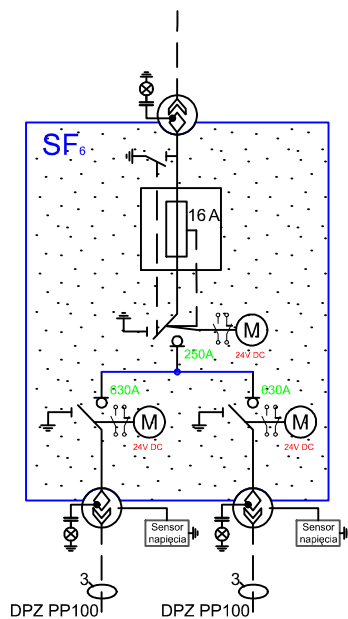 SF6
16 A
M
24V DC
250A
630A
630A
M
24V DC
M
24V DC
Sensor
napięcia
Sensor
napięcia
3
3
DPZ PP100
DPZ PP100